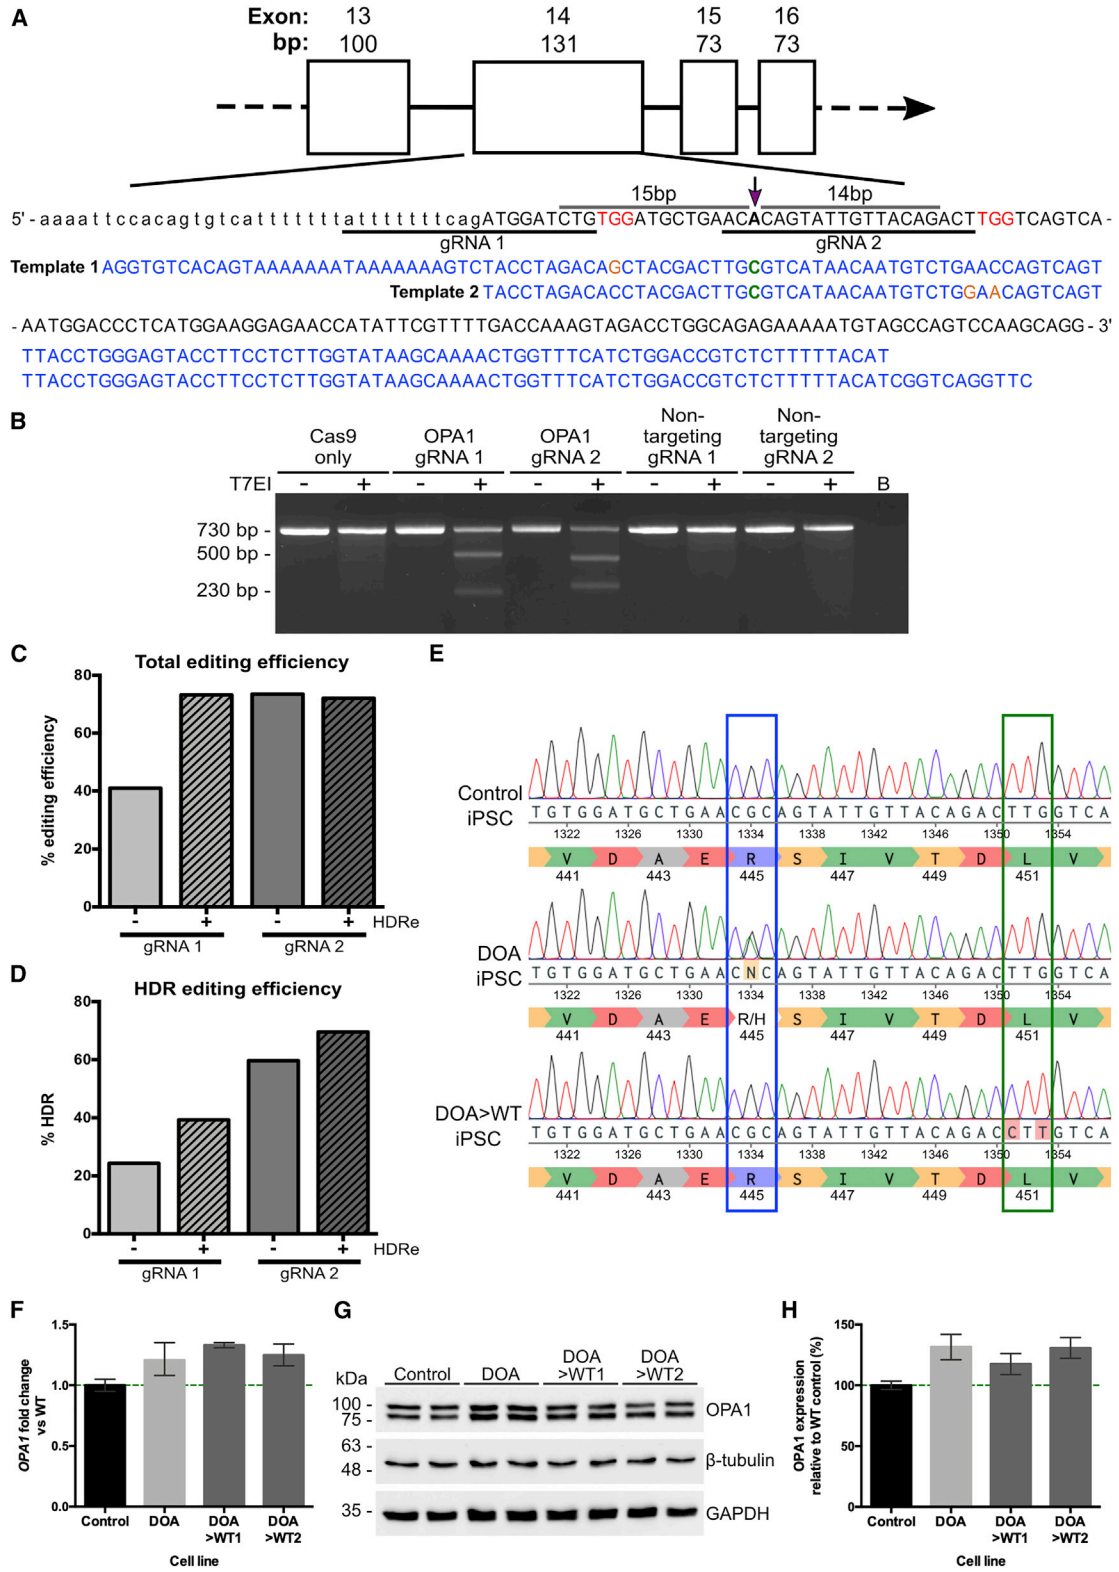 A
Exon: 13 14 15 16
bp: 100 131 73 73
15bp 14bp
5' - aaaattccacagtgtcattttttttattttttttcagATGGATCTGTGGATGCTGAACACAGTATTGTTACAGACTTGGTCAGTCA -
gRNA 1 gRNA 2
Template 1 AGGTGTCACAGTAAAAAAATAAAAAAAGTCTACCTAGACAGCTACGACTTGCGTCATAACAATGTCTGAACCAGTCAGT
Template 2 TACCTAGACACCTACGACTTGCGTCATAACAATGTCTGGAACAGTCAGT
- AATGGACCCTCATGGAAGGAGAACCATATTCGTTTTGACCAAAGTAGACCTGGCAGAGAAAAATGTAGCCAGTCCAAGCAGG - 3'
TTACCTGGGAGTACCTTCCTCTTGGTATAAGCAAAACTGGTTTCATCTGGACCGTCTCTTTTTACAT
TTACCTGGGAGTACCTTCCTCTTGGTATAAGCAAAACTGGTTTCATCTGGACCGTCTCTTTTTACATCGGTCAGGTTC
B
Cas9 only
OPA1 gRNA 1
OPA1 gRNA 2
Non-targeting gRNA 1
Non-targeting gRNA 2
T7EI - + - + - + - + - + B
730 bp -
500 bp -
230 bp -
C
Total editing efficiency
% editing efficiency
80
60
40
20
0
- + - + HDRe
gRNA 1 gRNA 2
D
HDR editing efficiency
% HDR
80
60
40
20
0
- + - + HDRe
gRNA 1 gRNA 2
E
Control iPSC
TGTGGATGCTGAACGCAGTATTGTTACAGACTTGGTCA
1322 1326 1330 1334 1338 1342 1346 1350 1354
V D A E R S I V T D L V
441 443 445 447 449 451
DOA iPSC
TGTGGATGCTGAACNCAGTATTGTTACAGACTTGGTCA
1322 1326 1330 1334 1338 1342 1346 1350 1354
V D A E R/H S I V T D L V
441 443 445 447 449 451
DOA>WT iPSC
TGTGGATGCTGAACGCAGTATTGTTACAGACCTTGTCA
1322 1326 1330 1334 1338 1342 1346 1350 1354
V D A E R S I V T D L V
441 443 445 447 449 451
F
OPA1 fold change vs WT
1.5
1.0
0.5
0.0
Control DOA DOA >WT1 DOA >WT2
Cell line
G
kDa Control DOA DOA >WT1 DOA >WT2
100 -
75 -
OPA1
63 -
48 -
β-tubulin
35 -
GAPDH
H
OPA1 expression relative to WT control (%)
150
100
50
0
Control DOA DOA >WT1 DOA >WT2
Cell line